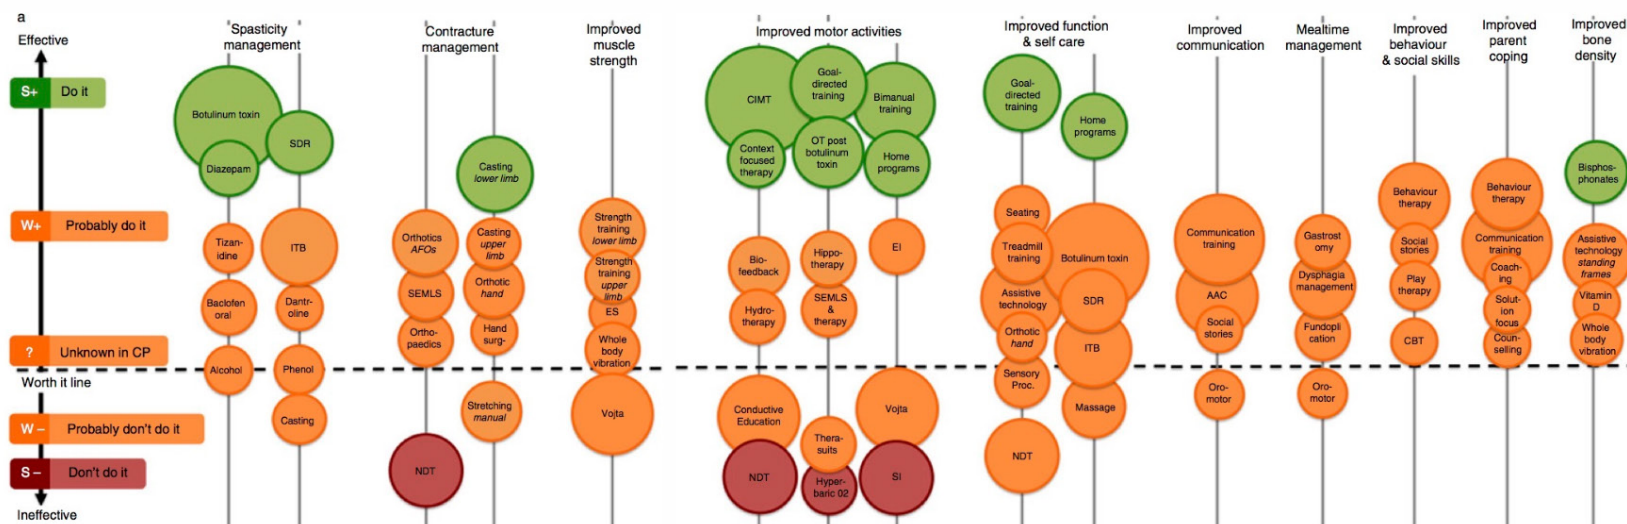 a
Effective
S+ Do it
W+ Probably do it
? Unknown in CP
Worth it line
W – Probably don't do it
S – Don't do it
Ineffective
Spasticity
management
Botulinum toxin
Diazepam
SDR
Tizan-
idine
ITB
Baclofen
oral
Dant-
roline
Alcohol
Phenol
Casting
Contracture
management
Casting
lower limb
Orthotics
AFOs
Casting
upper
limb
SEMLS
Orthotic
hand
Ortho-
paedics
Hand
surg-
Stretching
manual
NDT
Improved
muscle
strength
Strength
training
lower limb
Strength
training
upper
limb
ES
Whole
body
vibration
Vojta
Improved motor activities
CIMT
Goal-
directed
training
Bimanual
training
Context
focused
therapy
OT post
botulinum
toxin
Home
programs
EI
Bio-
feedback
Hippo-
therapy
Hydro-
therapy
SEMLS
&
therapy
Conductive
Education
Vojta
Thera-
suits
NDT
Hyper-
baric 02
SI
Improved function
& self care
Goal-
directed
training
Home
programs
Seating
Treadmill
training
Botulinum toxin
Assistive
technology
SDR
Orthotic
hand
ITB
Sensory
Proc.
Massage
NDT
Improved
communication
Communication
training
AAC
Social
stories
Oro-
motor
Mealtime
management
Gastrost
omy
Dysphagia
management
Fundopli
cation
Oro-
motor
Improved
behaviour
& social skills
Behaviour
therapy
Social
stories
Play
therapy
CBT
Improved
parent
coping
Behaviour
therapy
Communication
training
Coach-
ing
Solut-
ion
focus
Coun-
selling
Improved
bone
density
Bisphos-
phonates
Assistive
technology
standing
frames
Vitamin
D
Whole
body
vibration